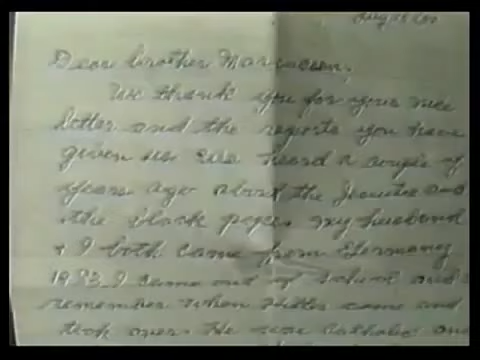 Dear brother Marcussen,
We thank you for your nice
letter and the reports you have
given us. We heard a couple of
years ago about the Jesuits and
the black pope. My husband
& I both came from Germany
I came out of school and
remember when Hitler came and
took over. He was Catholic and